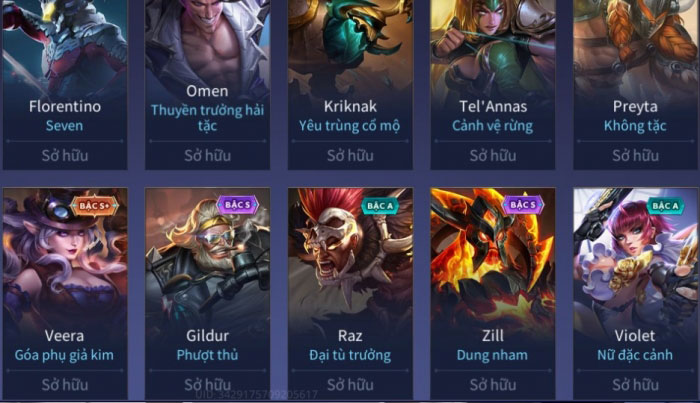 Florentino
Seven
Sở hữu
Omen
Thuyền trưởng hải
tặc
Sở hữu
Kriknak
Yêu trùng cổ mộ
Sở hữu
Tel'Annas
Cảnh vệ rừng
Sở hữu
Preyta
Không tặc
Sở hữu
BẬC S+
Veera
Góa phụ giả kim
Sở hữu
BẬC S
Gildur
Phượt thủ
Sở hữu
BẬC A
Raz
Đại tù trưởng
Sở hữu
BẬC S
Zill
Dung nham
Sở hữu
BẬC A
Violet
Nữ đặc cảnh
Sở hữu
UID:3429175709205617